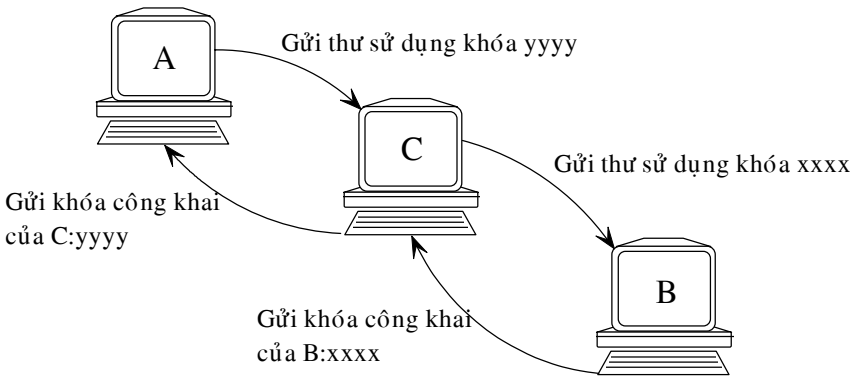 A
Gửi thư sử dụng khóa yyyy
C
Gửi thư sử dụng khóa xxxx
Gửi khóa công khai
của C:yyyy
B
Gửi khóa công khai
của B:xxxx